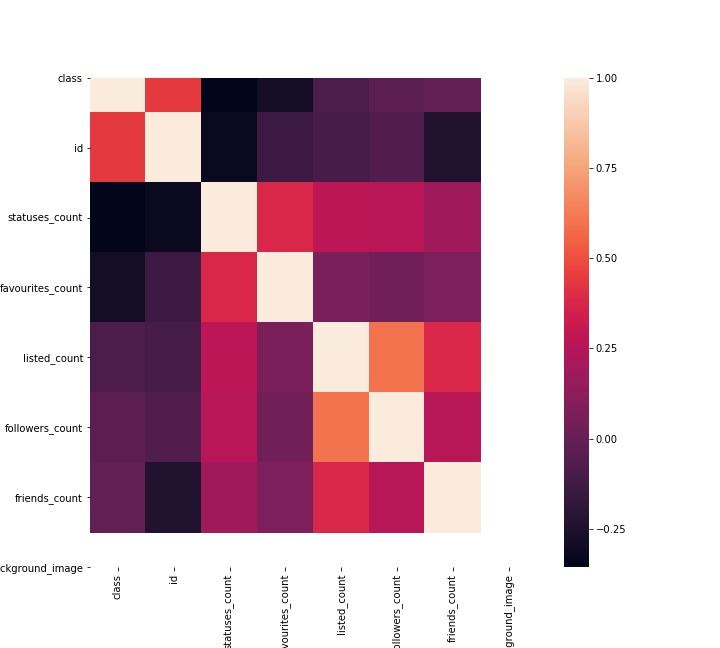 class
id
statuses_count
favourites_count
listed_count
followers_count
friends_count
ckground_image
class
id
statuses_count
vourites_count
listed_count
ollowers_count
friends_count
ground_image
1.00
0.75
0.50
0.25
0.00
−0.25